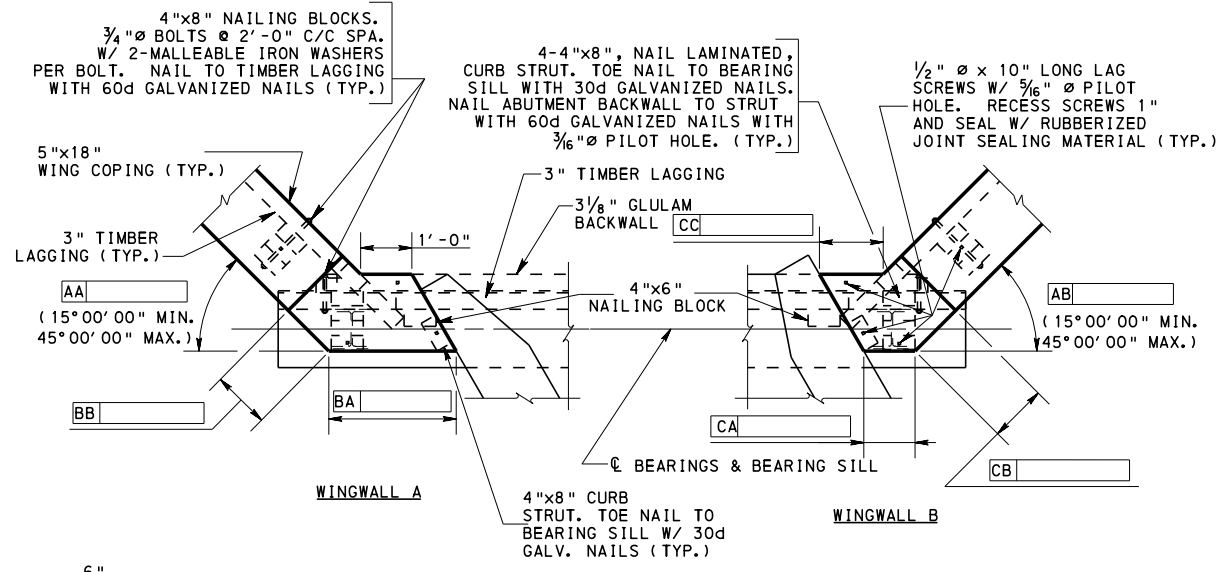 4"x8" NAILING BLOCKS.
3/4"Ø BOLTS @ 2'-0" C/C SPA.
W/ 2-MALLEABLE IRON WASHERS
PER BOLT. NAIL TO TIMBER LAGGING
WITH 60d GALVANIZED NAILS (TYP.)
4-4"x8", NAIL LAMINATED,
CURB STRUT. TOE NAIL TO BEARING
SILL WITH 30d GALVANIZED NAILS.
NAIL ABUTMENT BACKWALL TO STRUT
WITH 60d GALVANIZED NAILS WITH
3/16"Ø PILOT HOLE. (TYP.)
1/2" Ø x 10" LONG LAG
SCREWS W/ 5/16" Ø PILOT
HOLE. RECESS SCREWS 1"
AND SEAL W/ RUBBERIZED
JOINT SEALING MATERIAL (TYP.)
5"x18"
WING COPING (TYP.)
3" TIMBER LAGGING
3 1/8" GLULAM
BACKWALL
CC
3" TIMBER
LAGGING (TYP.)
1'-0"
4"x6"
NAILING BLOCK
AA
(15°00'00" MIN.
45°00'00" MAX.)
AB
(15°00'00" MIN.
45°00'00" MAX.)
BB
BA
CA
CB
℄ BEARINGS & BEARING SILL
WINGWALL A
4"x8" CURB
STRUT. TOE NAIL TO
BEARING SILL W/ 30d
GALV. NAILS (TYP.)
WINGWALL B
6"